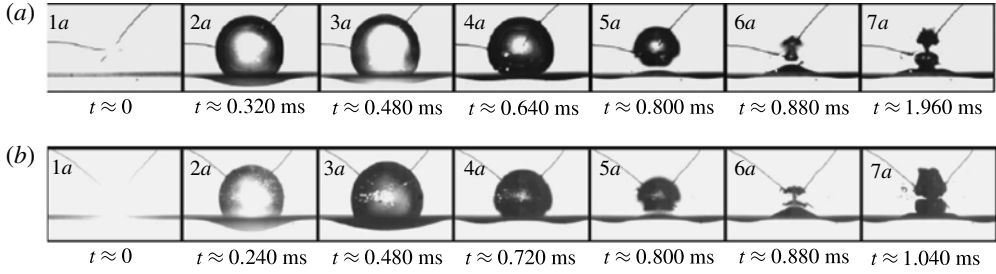 (a)
1a 2a 3a 4a 5a 6a 7a
t ≈ 0 t ≈ 0.320 ms t ≈ 0.480 ms t ≈ 0.640 ms t ≈ 0.800 ms t ≈ 0.880 ms t ≈ 1.960 ms
(b)
1a 2a 3a 4a 5a 6a 7a
t ≈ 0 t ≈ 0.240 ms t ≈ 0.480 ms t ≈ 0.720 ms t ≈ 0.800 ms t ≈ 0.880 ms t ≈ 1.040 ms